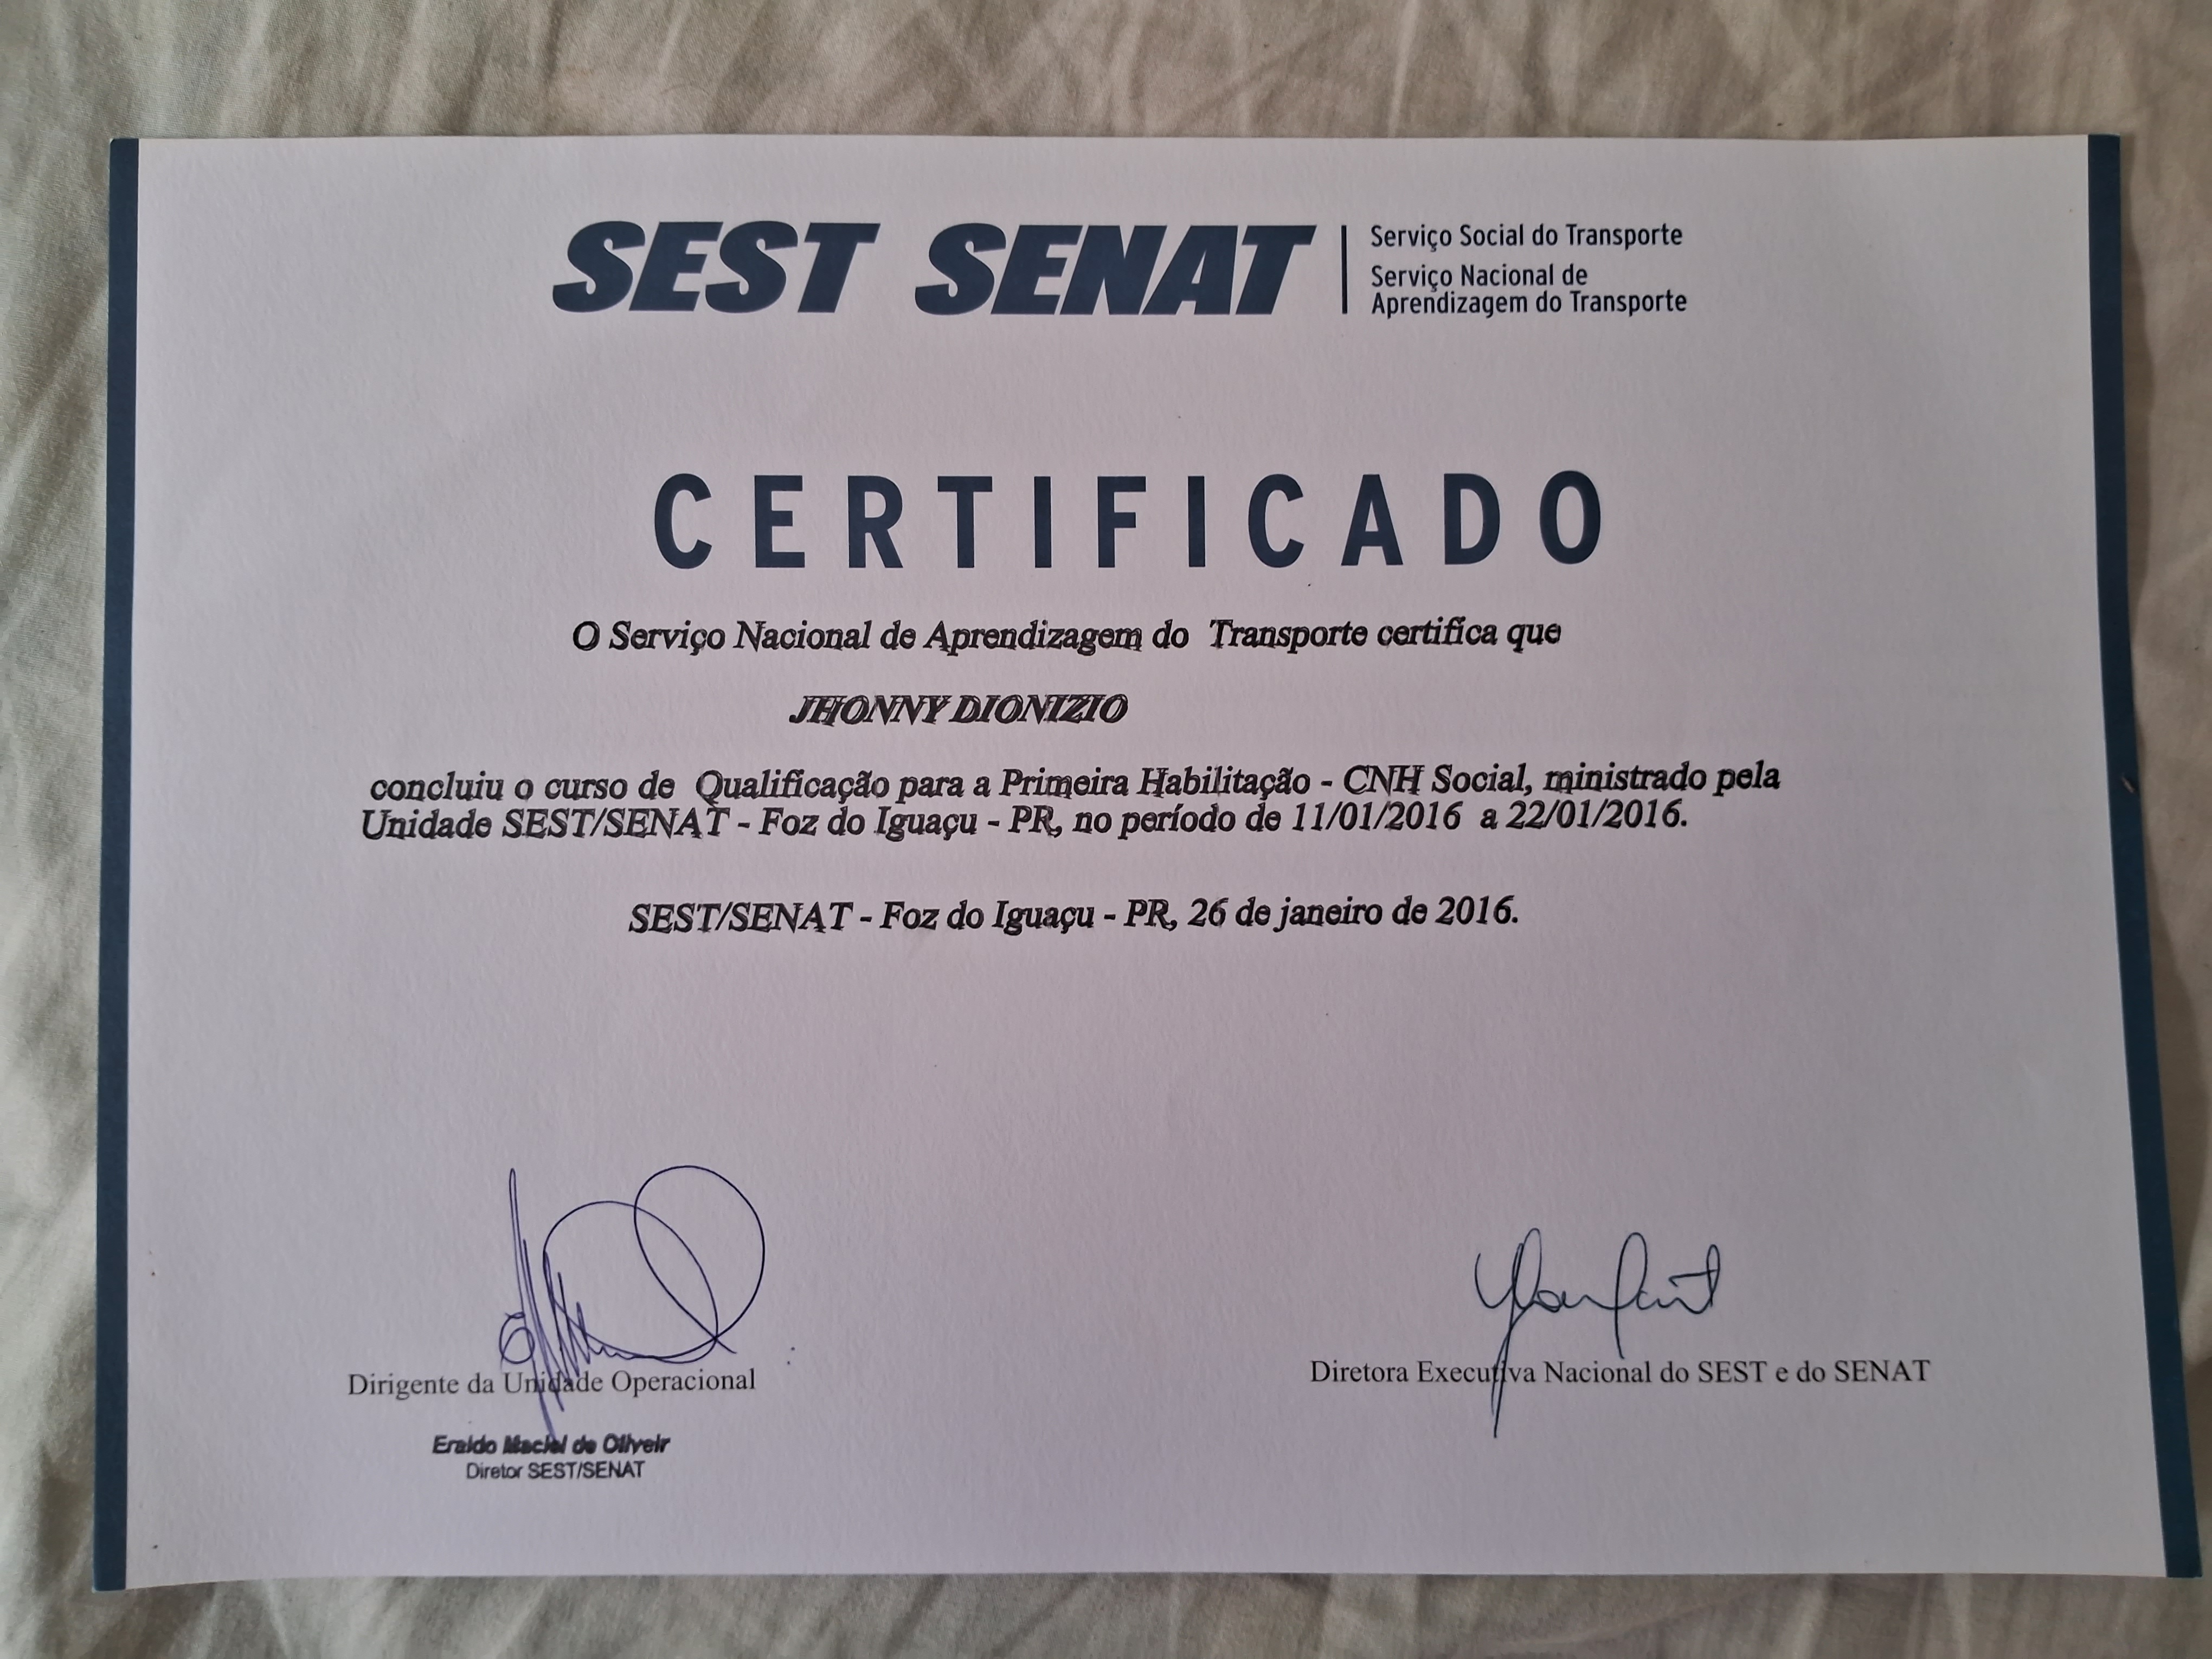 SEST SENAT
Serviço Social do Transporte
Serviço Nacional de
Aprendizagem do Transporte
CERTIFICADO
O Serviço Nacional de Aprendizagem do Transporte certifica que
JHONNY DIONIZIO
concluiu o curso de Qualificação para a Primeira Habilitação - CNH Social, ministrado pela
Unidade SEST/SENAT - Foz do Iguaçu - PR, no período de 11/01/2016 a 22/01/2016.
SEST/SENAT - Foz do Iguaçu - PR, 26 de janeiro de 2016.
Dirigente da Unidade Operacional
Eraldo Maciel de Oliveir
Diretor SEST/SENAT
Diretora Executiva Nacional do SEST e do SENAT